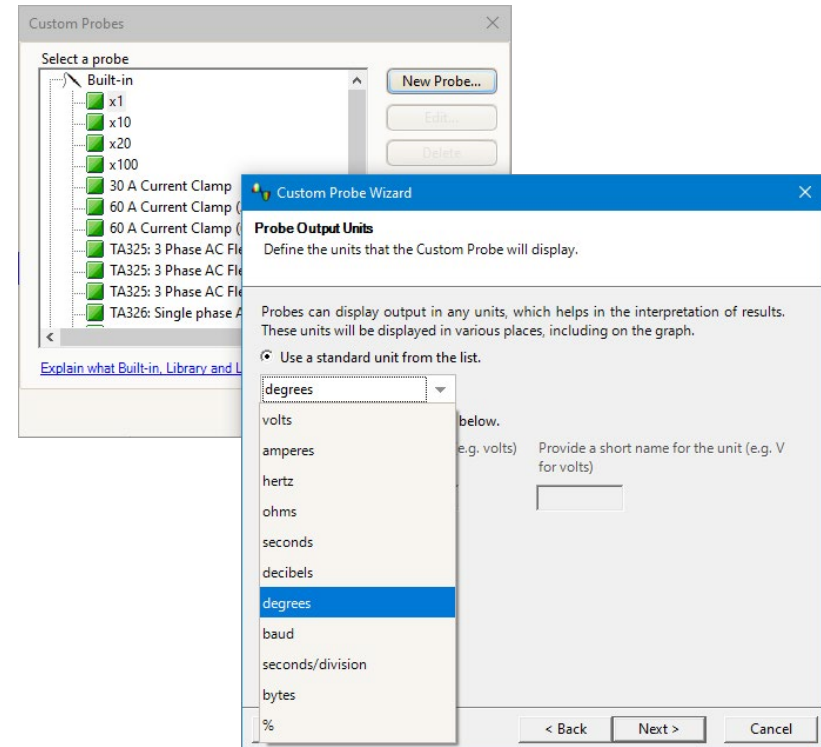 Custom Probes
Select a probe
Built-in
x1
x10
x20
x100
30 A Current Clamp
60 A Current Clamp (
60 A Current Clamp (
TA325: 3 Phase AC Fle
TA325: 3 Phase AC Fle
TA325: 3 Phase AC Fle
TA326: Single phase A
New Probe...
Edit...
Delete
Explain what Built-in, Library and L
Custom Probe Wizard
Probe Output Units
Define the units that the Custom Probe will display.
Probes can display output in any units, which helps in the interpretation of results.
These units will be displayed in various places, including on the graph.
Use a standard unit from the list.
degrees
volts
amperes
hertz
ohms
seconds
decibels
degrees
baud
seconds/division
bytes
%
below.
e.g. volts)
Provide a short name for the unit (e.g. V
for volts)
< Back
Next >
Cancel